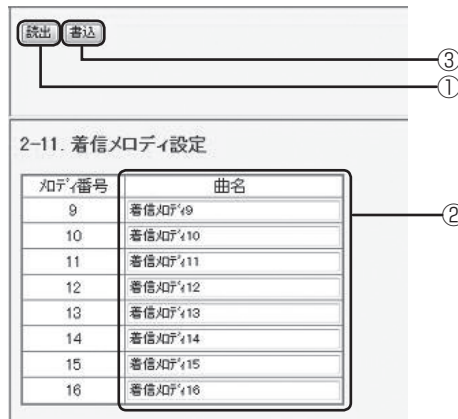 読出 書込
③
①
2-11. 着信メロディ設定
ﾒﾛﾃﾞｨ番号 曲名
②
9 着信ﾒﾛﾃﾞｨ9
10 着信ﾒﾛﾃﾞｨ10
11 着信ﾒﾛﾃﾞｨ11
12 着信ﾒﾛﾃﾞｨ12
13 着信ﾒﾛﾃﾞｨ13
14 着信ﾒﾛﾃﾞｨ14
15 着信ﾒﾛﾃﾞｨ15
16 着信ﾒﾛﾃﾞｨ16